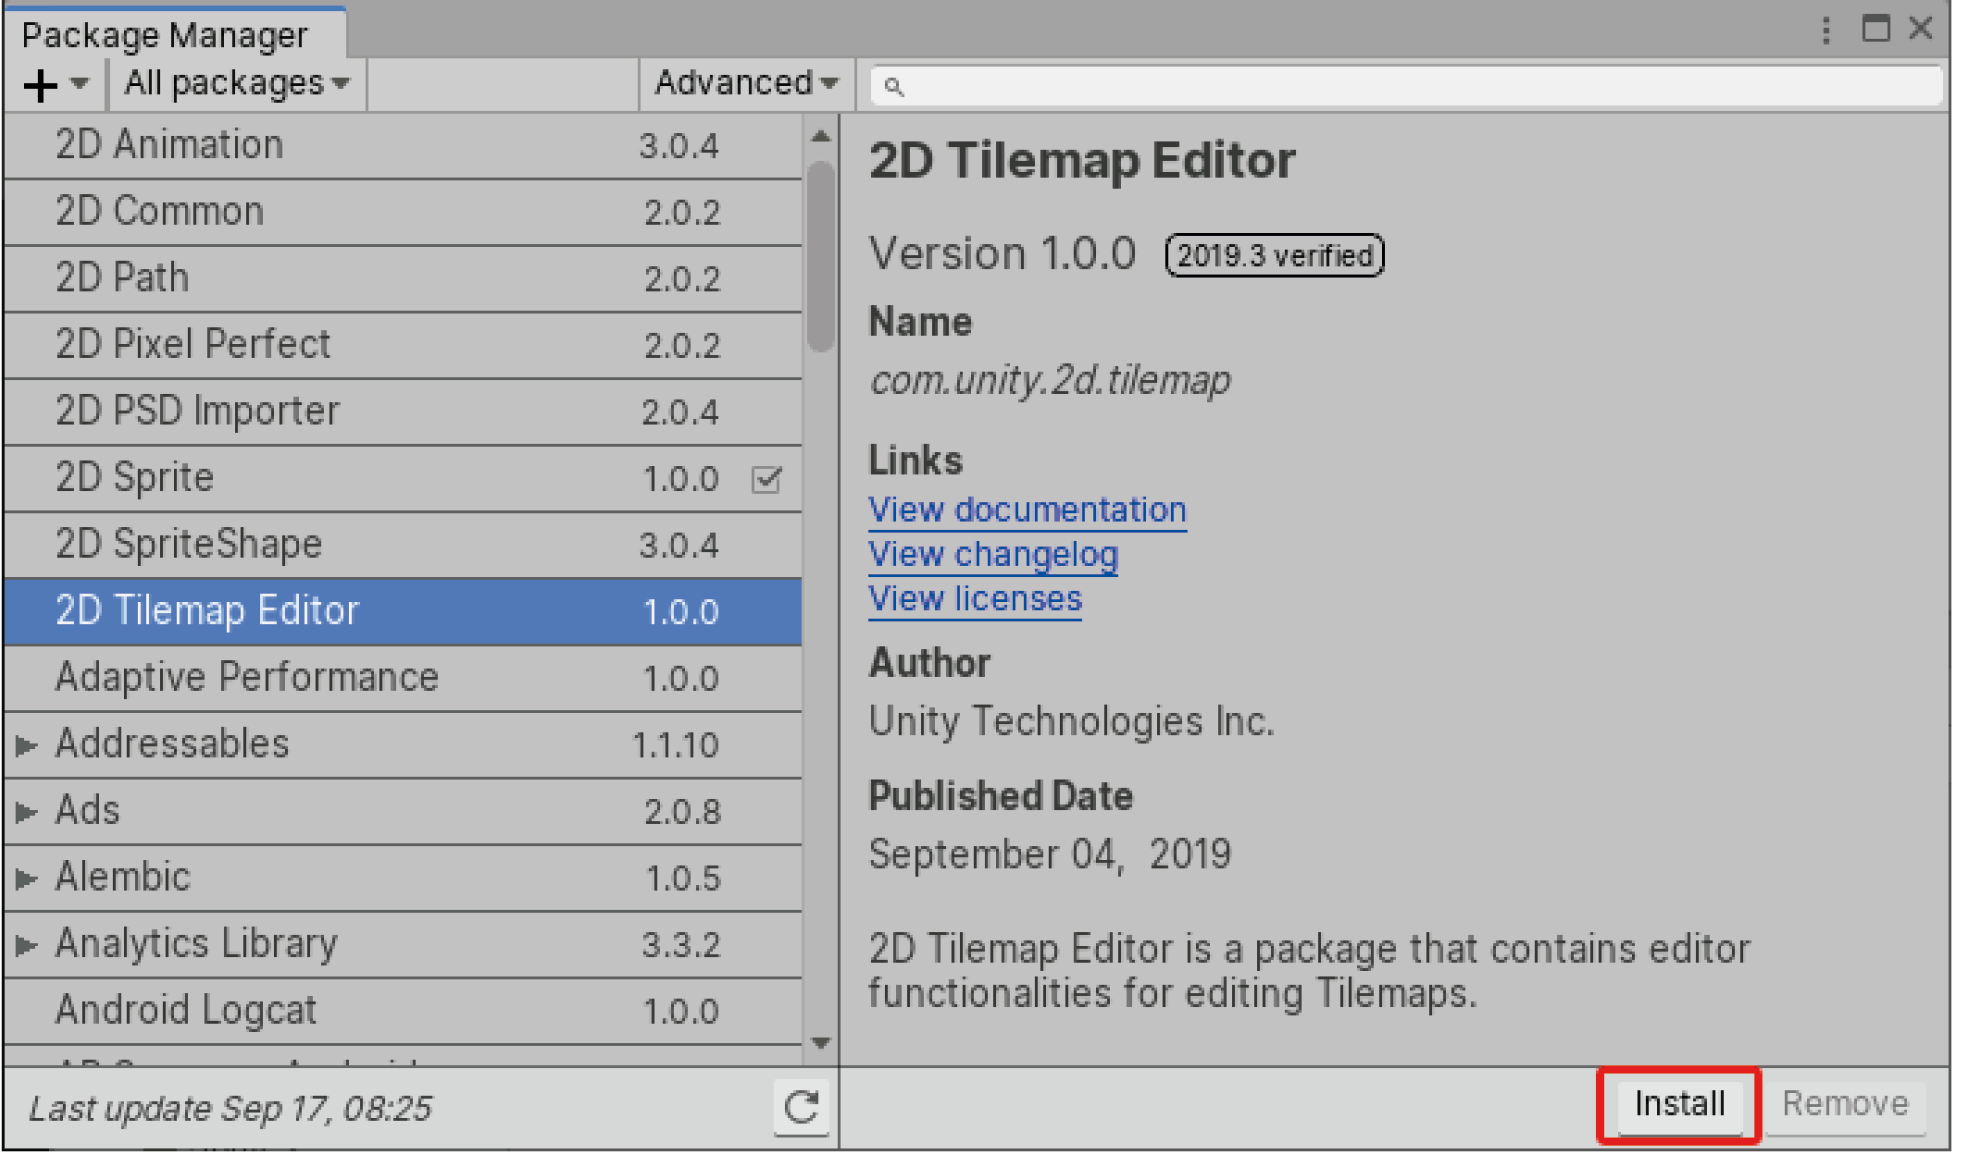 Package Manager
All packages
Advanced
2D Animation 3.0.4
2D Common 2.0.2
2D Path 2.0.2
2D Pixel Perfect 2.0.2
2D PSD Importer 2.0.4
2D Sprite 1.0.0
2D SpriteShape 3.0.4
2D Tilemap Editor 1.0.0
Adaptive Performance 1.0.0
Addressables 1.1.10
Ads 2.0.8
Alembic 1.0.5
Analytics Library 3.3.2
Android Logcat 1.0.0
Last update Sep 17, 08:25
2D Tilemap Editor
Version 1.0.0 2019.3 verified
Name
com.unity.2d.tilemap
Links
View documentation
View changelog
View licenses
Author
Unity Technologies Inc.
Published Date
September 04, 2019
2D Tilemap Editor is a package that contains editor
functionalities for editing Tilemaps.
Install Remove